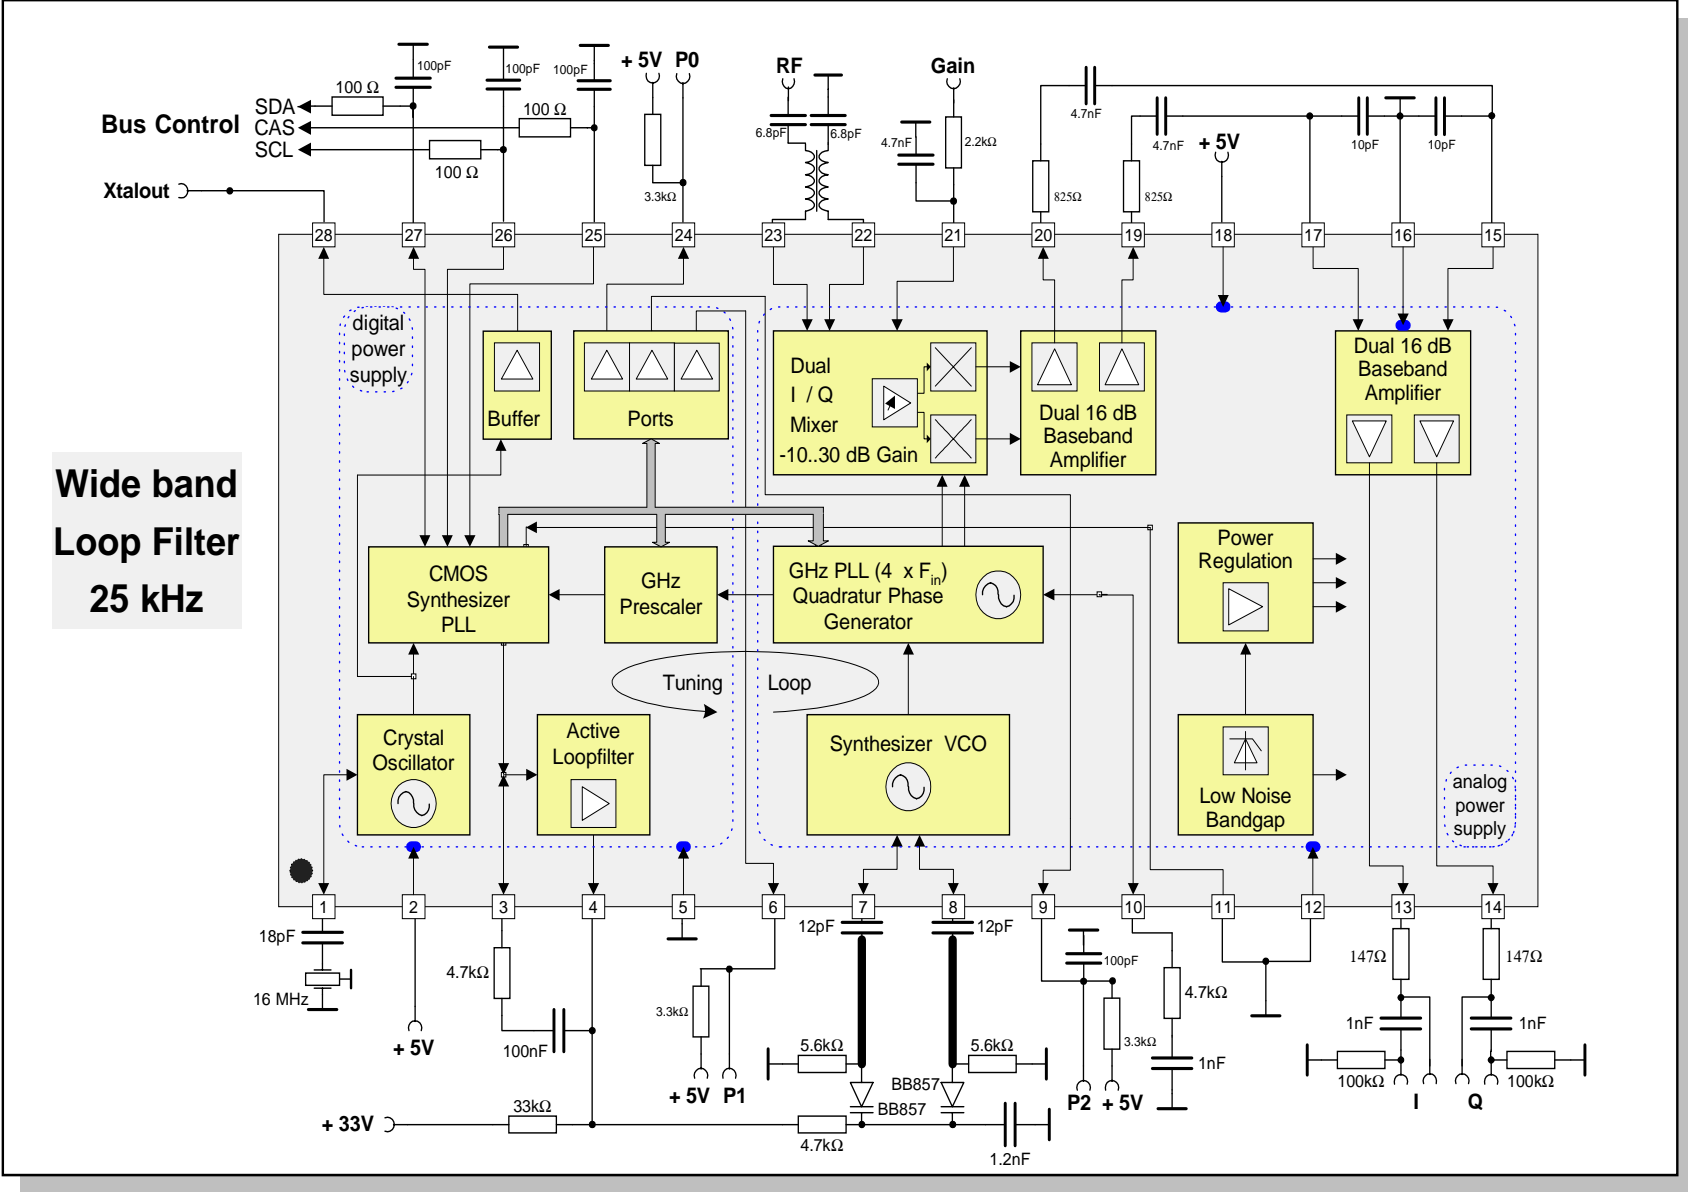 + 5V P0 RF Gain
100pF 100pF 100pF
100 Ω 100 Ω 100 Ω
SDA
Bus Control CAS
SCL
Xtalout
3.3kΩ
6.8pF 6.8pF
4.7nF 2.2kΩ
4.7nF 4.7nF
+ 5V
10pF 10pF
825Ω 825Ω
28 27 26 25 24 23 22 21 20 19 18 17 16 15
digital
power
supply
Buffer
Ports
Dual
I / Q
Mixer
-10..30 dB Gain
Dual 16 dB
Baseband
Amplifier
Dual 16 dB
Baseband
Amplifier
Wide band
Loop Filter
25 kHz
CMOS
Synthesizer
PLL
GHz
Prescaler
GHz PLL (4 x Fin)
Quadratur Phase
Generator
Power
Regulation
Tuning Loop
Crystal
Oscillator
Active
Loopfilter
Synthesizer VCO
Low Noise
Bandgap
analog
power
supply
1 2 3 4 5 6 7 8 9 10 11 12 13 14
18pF
16 MHz
+ 5V
4.7kΩ
100nF
3.3kΩ
+ 5V P1
12pF 12pF
5.6kΩ 5.6kΩ
BB857
BB857
100pF
3.3kΩ
P2 + 5V
4.7kΩ
1nF
147Ω 147Ω
1nF 1nF
100kΩ 100kΩ
I Q
+ 33V
33kΩ
4.7kΩ
1.2nF